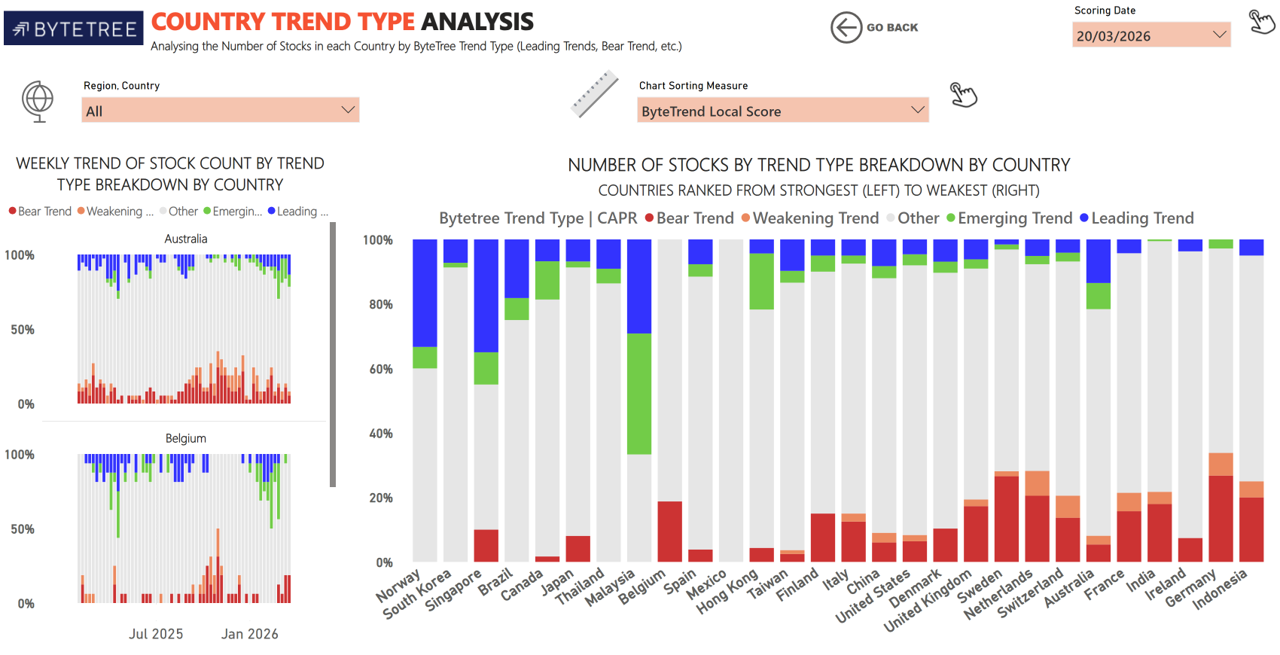 BYTETREE
COUNTRY TREND TYPE ANALYSIS
Analysing the Number of Stocks in each Country by ByteTree Trend Type (Leading Trends, Bear Trend, etc.)
GO BACK
Scoring Date
20/03/2026
Region, Country
All
Chart Sorting Measure
ByteTrend Local Score
WEEKLY TREND OF STOCK COUNT BY TREND
TYPE BREAKDOWN BY COUNTRY
Bear Trend Weakening ... Other Emergin... Leading ...
Australia
100%
50%
0%
Belgium
100%
50%
0%
Jul 2025 Jan 2026
NUMBER OF STOCKS BY TREND TYPE BREAKDOWN BY COUNTRY
COUNTRIES RANKED FROM STRONGEST (LEFT) TO WEAKEST (RIGHT)
Bytetree Trend Type | CAPR Bear Trend Weakening Trend Other Emerging Trend Leading Trend
100%
80%
60%
40%
20%
0%
Norway
South Korea
Singapore
Brazil
Canada
Japan
Thailand
Malaysia
Belgium
Spain
Mexico
Hong Kong
Taiwan
Finland
Italy
China
United States
Denmark
United Kingdom
Sweden
Netherlands
Switzerland
Australia
France
India
Ireland
Germany
Indonesia